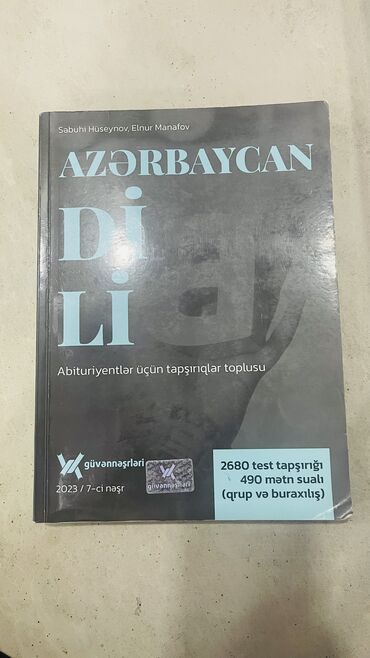 Səbuhi Hüseynov, Elnur Manafov
AZƏRBAYCAN
Dİ
Lİ
Abituriyentlər üçün tapşırıqlar toplusu
güvənnəşrləri
2023 / 7-ci nəşr
güvənnəşrləri
2680 test tapşırığı
490 mətn sualı
(qrup və buraxılış)